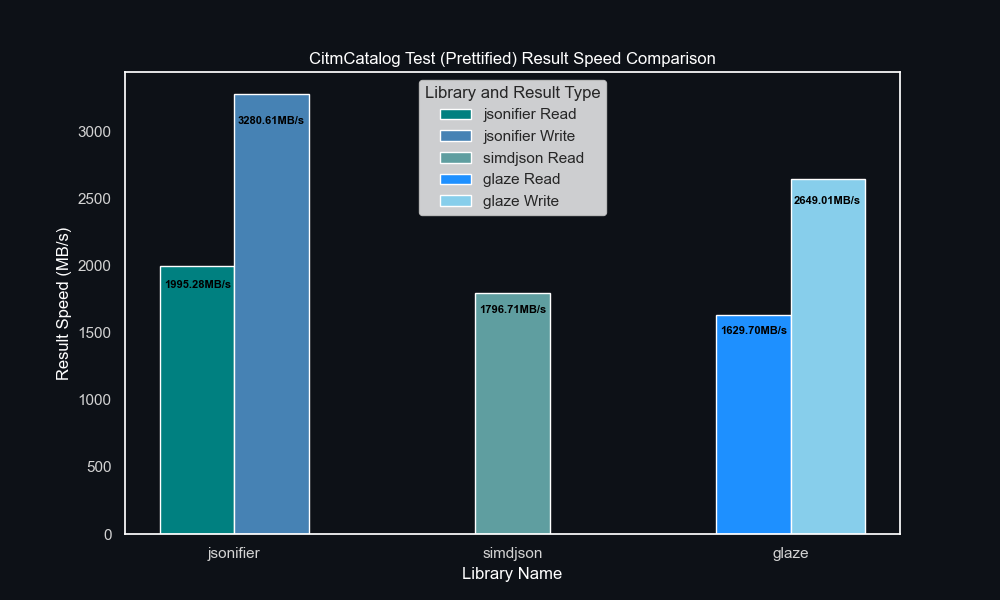 CitmCatalog Test (Prettified) Result Speed Comparison
Library and Result Type
jsonifier Read
jsonifier Write
simdjson Read
glaze Read
glaze Write
3280.61MB/s
2649.01MB/s
1995.28MB/s
1796.71MB/s
1629.70MB/s
Result Speed (MB/s)
3000
2500
2000
1500
1000
500
0
jsonifier
simdjson
glaze
Library Name